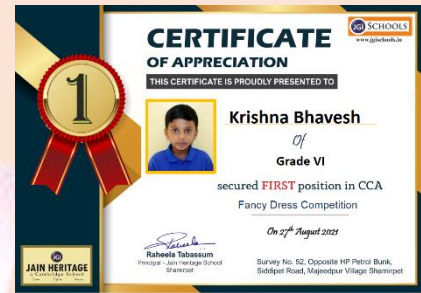 CERTIFICATE
OF APPRECIATION
THIS CERTIFICATE IS PROUDLY PRESENTED TO
JGI SCHOOLS
www.jgischools.in
1
Krishna Bhavesh
Of
Grade VI
secured FIRST position in CCA
Fancy Dress Competition
On 27th August 2021
Raheela Tabassum
Principal - Jain Heritage School
Shamirpet
Survey No. 52, Opposite HP Petrol Bunk,
Siddipet Road, Majeedpur Village Shamirpet
JGI
JAIN HERITAGE
a Cambridge School